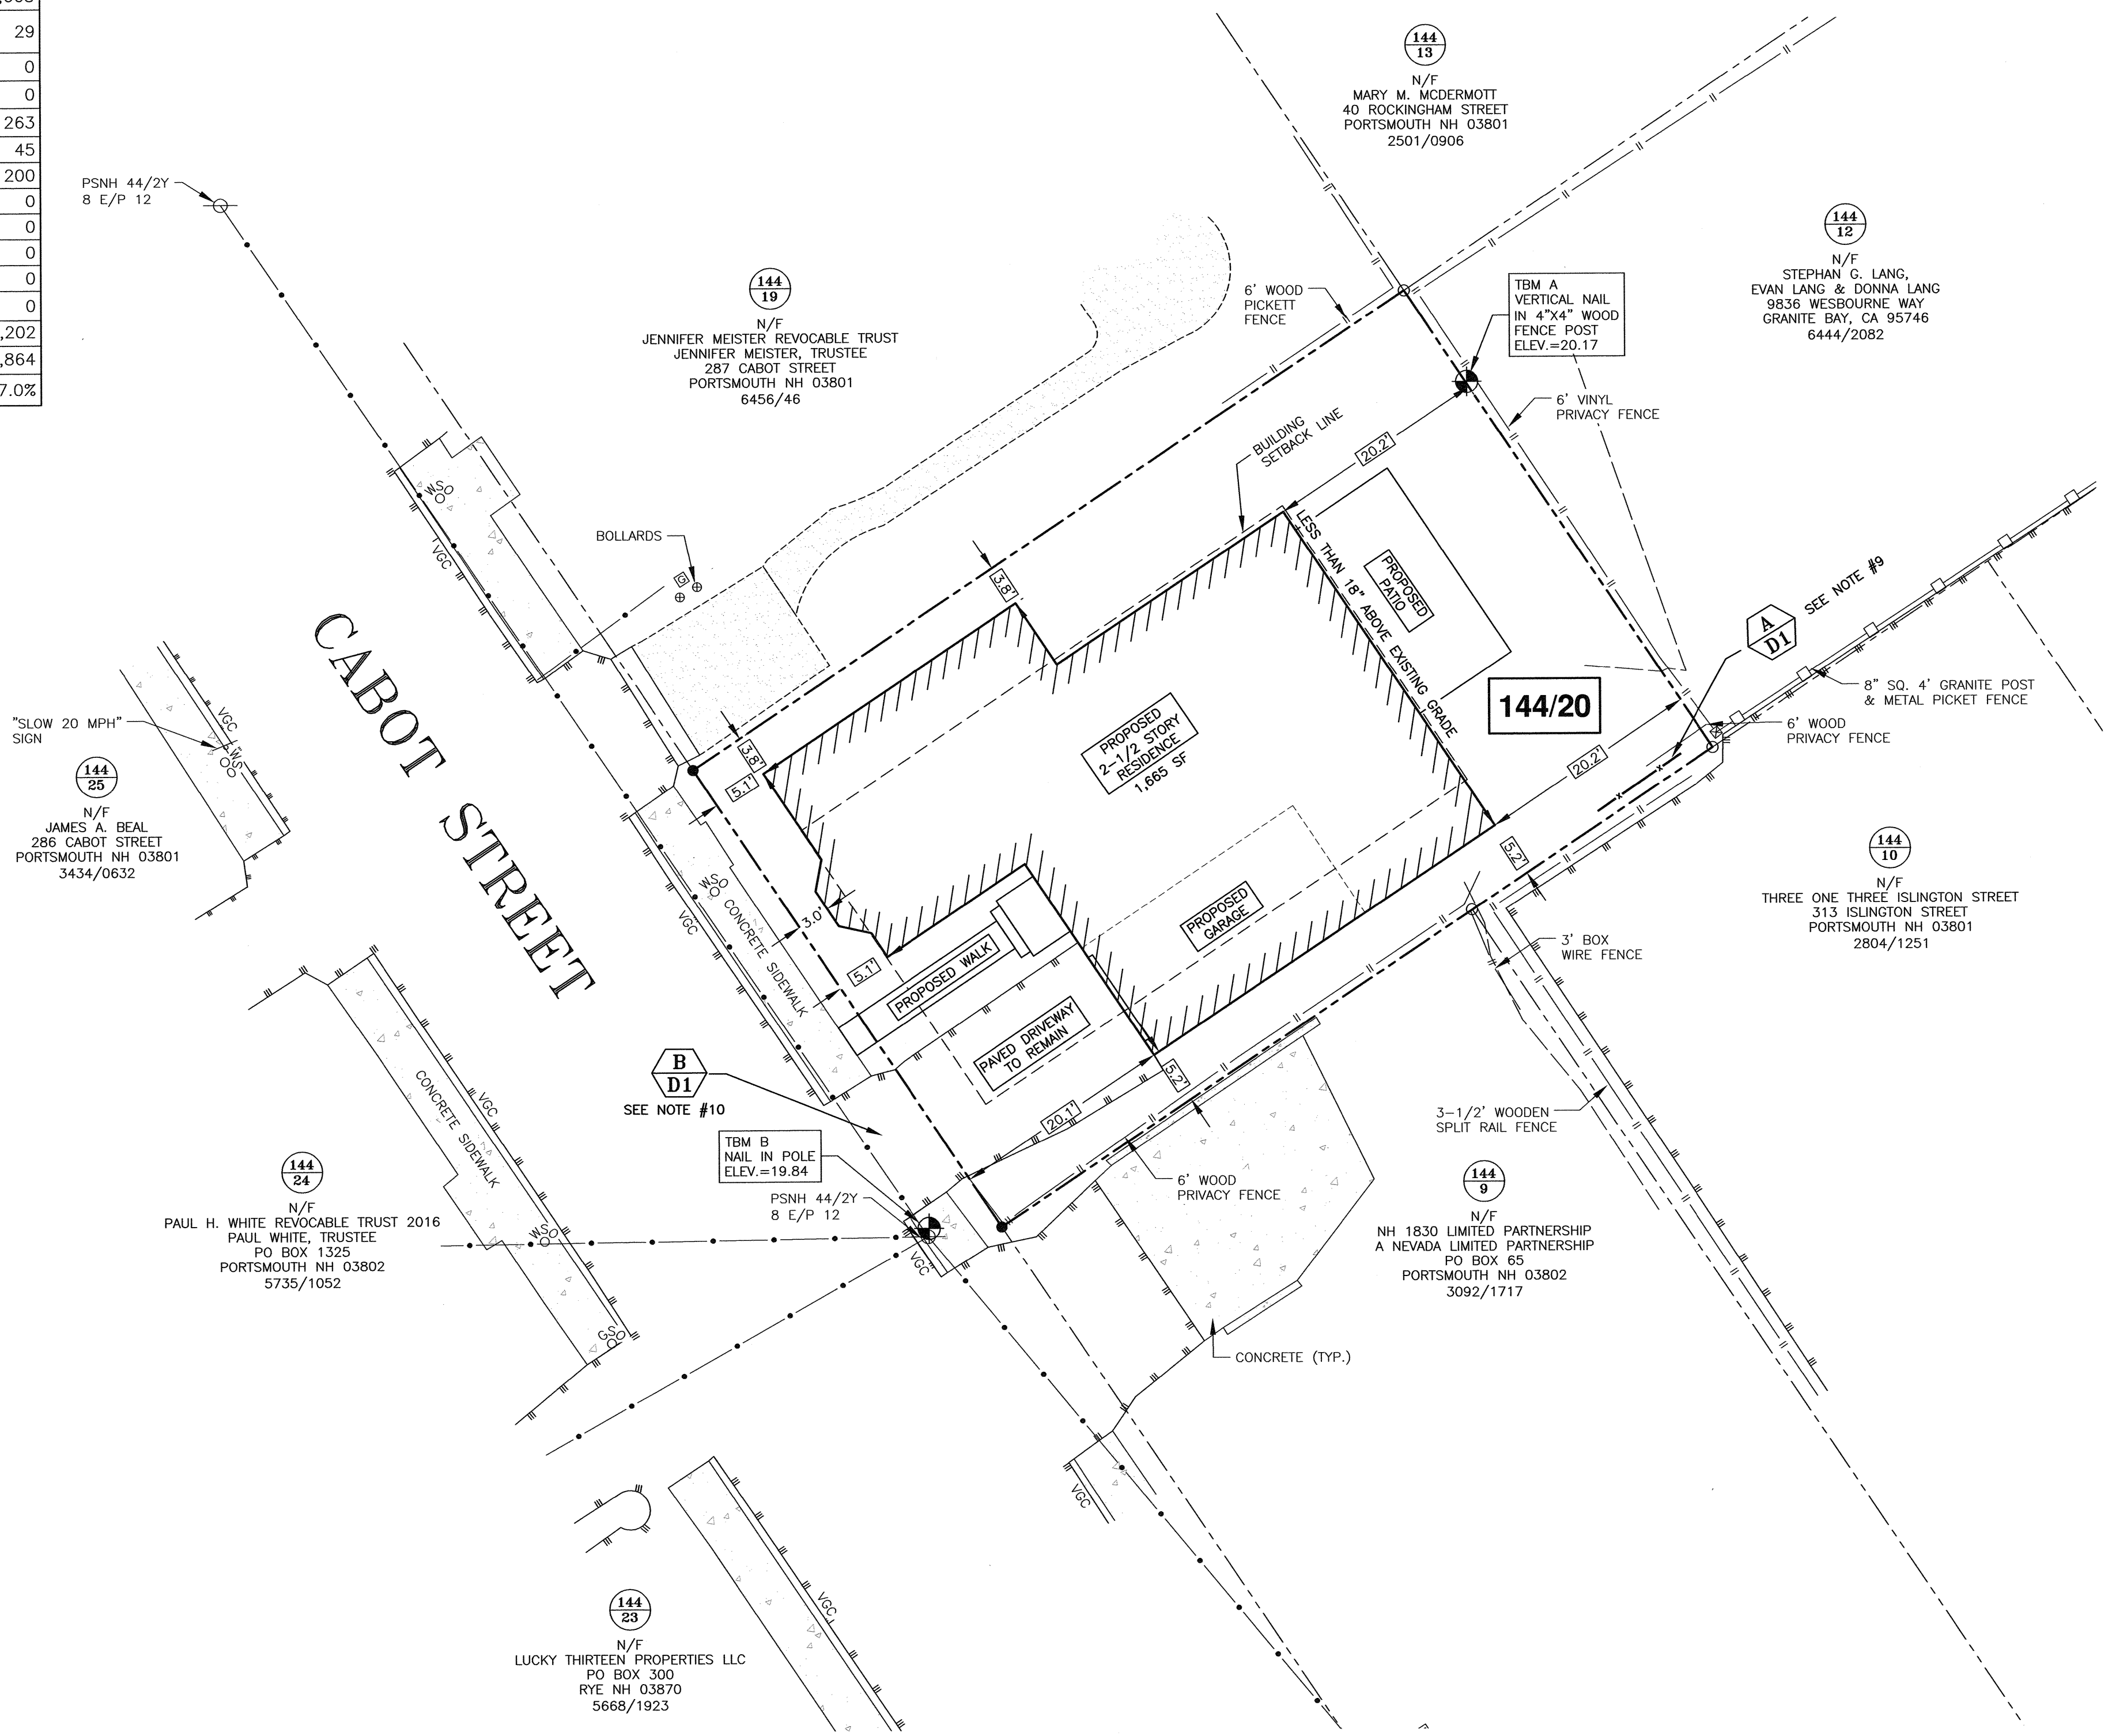 29
0
0
263
45
200
0
0
0
0
0
,202
,864
7.0%
144
13
N/F
MARY M. MCDERMOTT
40 ROCKINGHAM STREET
PORTSMOUTH NH 03801
2501/0906
PSNH 44/2Y
8 E/P 12
144
12
N/F
STEPHAN G. LANG,
EVAN LANG & DONNA LANG
9836 WESBOURNE WAY
GRANITE BAY, CA 95746
6444/2082
144
19
N/F
JENNIFER MEISTER REVOCABLE TRUST
JENNIFER MEISTER, TRUSTEE
287 CABOT STREET
PORTSMOUTH NH 03801
6456/46
6' WOOD
PICKETT
FENCE
TBM A
VERTICAL NAIL
IN 4"X4" WOOD
FENCE POST
ELEV.=20.17
6' VINYL
PRIVACY FENCE
BUILDING
SETBACK LINE
20.2'
WSO
VGC
BOLLARDS
G
3.8'
LESS THAN 18" ABOVE EXISTING GRADE
PROPOSED
PATIO
A
D1
SEE NOTE #9
8" SQ. 4' GRANITE POST
& METAL PICKET FENCE
144/20
6' WOOD
PRIVACY FENCE
20.2'
CABOT STREET
"SLOW 20 MPH"
SIGN
VGC
WSO
144
25
N/F
JAMES A. BEAL
286 CABOT STREET
PORTSMOUTH NH 03801
3434/0632
3.8'
5.1'
PROPOSED
2-1/2 STORY
RESIDENCE
1,665 SF
5.2'
144
10
N/F
THREE ONE THREE ISLINGTON STREET
313 ISLINGTON STREET
PORTSMOUTH NH 03801
2804/1251
WSO
CONCRETE SIDEWALK
VGC
3.0'
5.1'
PROPOSED
GARAGE
PROPOSED WALK
3' BOX
WIRE FENCE
PAVED DRIVEWAY
TO REMAIN
5.2'
20.1'
B
D1
SEE NOTE #10
TBM B
NAIL IN POLE
ELEV.=19.84
PSNH 44/2Y
8 E/P 12
VGC
CONCRETE SIDEWALK
VGC
3-1/2' WOODEN
SPLIT RAIL FENCE
6' WOOD
PRIVACY FENCE
144
24
N/F
PAUL H. WHITE REVOCABLE TRUST 2016
PAUL WHITE, TRUSTEE
PO BOX 1325
PORTSMOUTH NH 03802
5735/1052
WSO
GSO
144
9
N/F
NH 1830 LIMITED PARTNERSHIP
A NEVADA LIMITED PARTNERSHIP
PO BOX 65
PORTSMOUTH NH 03802
3092/1717
CONCRETE (TYP.)
VGC
VGC
144
23
N/F
LUCKY THIRTEEN PROPERTIES LLC
PO BOX 300
RYE NH 03870
5668/1923